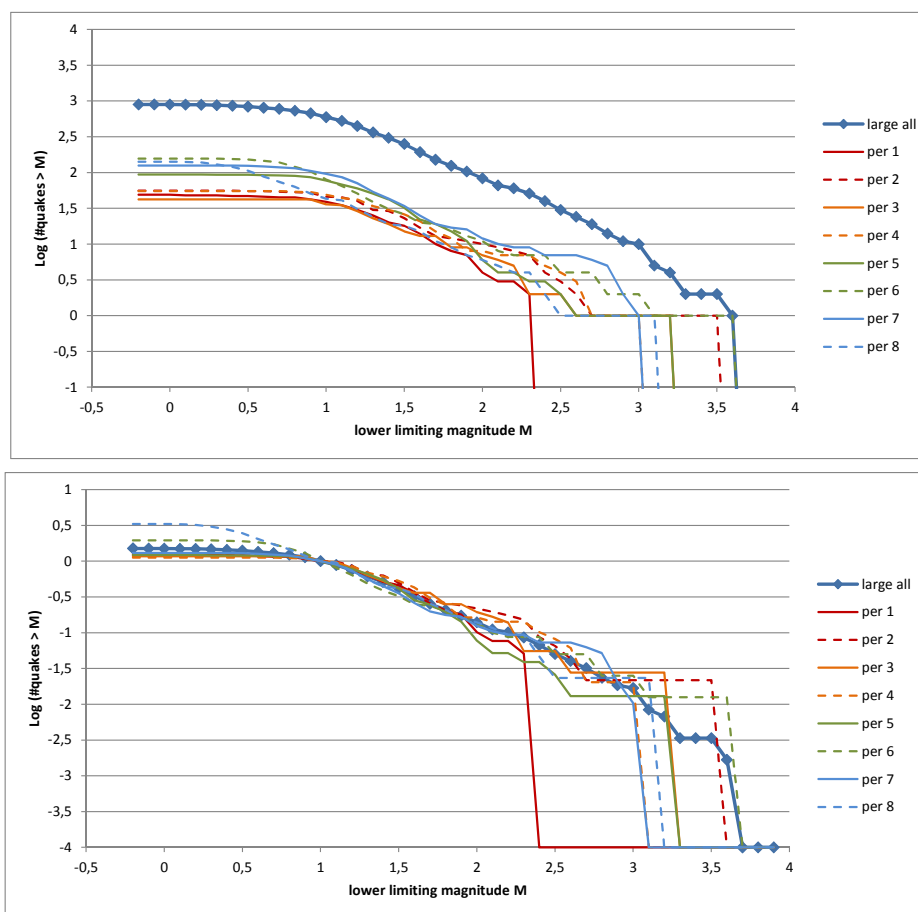 4
3,5
3
2,5
2
1,5
1
0,5
0
-0,5
-1
Log (#quakes > M)
-0,5 0 0,5 1 1,5 2 2,5 3 3,5 4
lower limiting magnitude M
large all
per 1
per 2
per 3
per 4
per 5
per 6
per 7
per 8
1
0,5
0
-0,5
-1
-1,5
-2
-2,5
-3
-3,5
-4
Log (#quakes > M)
-0,5 0 0,5 1 1,5 2 2,5 3 3,5 4
lower limiting magnitude M
large all
per 1
per 2
per 3
per 4
per 5
per 6
per 7
per 8